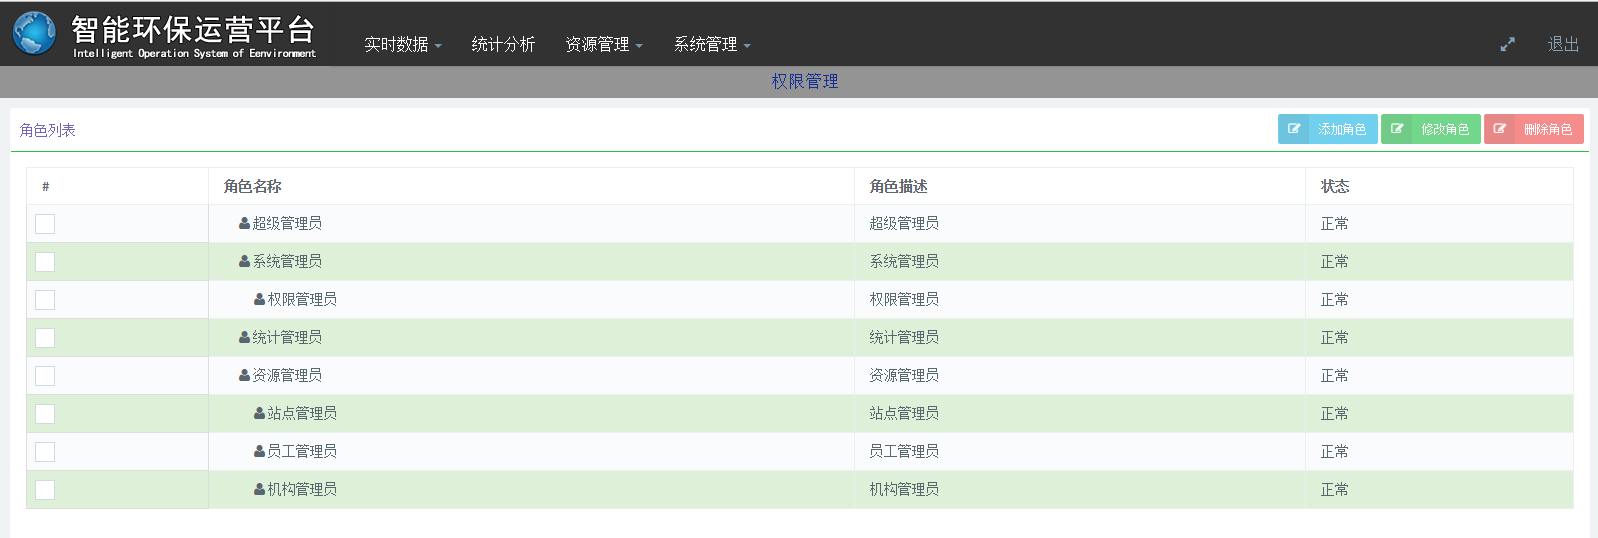 智能环保运营平台
Intelligent Operation System of Eenvironment
实时数据 统计分析 资源管理 系统管理 退出
权限管理
角色列表 添加角色 修改角色 删除角色
# 角色名称 角色描述 状态
超级管理员 超级管理员 正常
系统管理员 系统管理员 正常
权限管理员 权限管理员 正常
统计管理员 统计管理员 正常
资源管理员 资源管理员 正常
站点管理员 站点管理员 正常
员工管理员 员工管理员 正常
机构管理员 机构管理员 正常